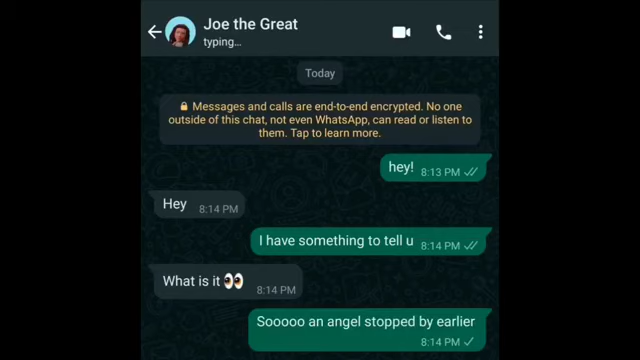 Joe the Great
typing...
Today
Messages and calls are end-to-end encrypted. No one
outside of this chat, not even WhatsApp, can read or listen to
them. Tap to learn more.
hey! 8:13 PM
Hey 8:14 PM
I have something to tell u 8:14 PM
What is it 👀
8:14 PM
Sooooo an angel stopped by earlier
8:14 PM